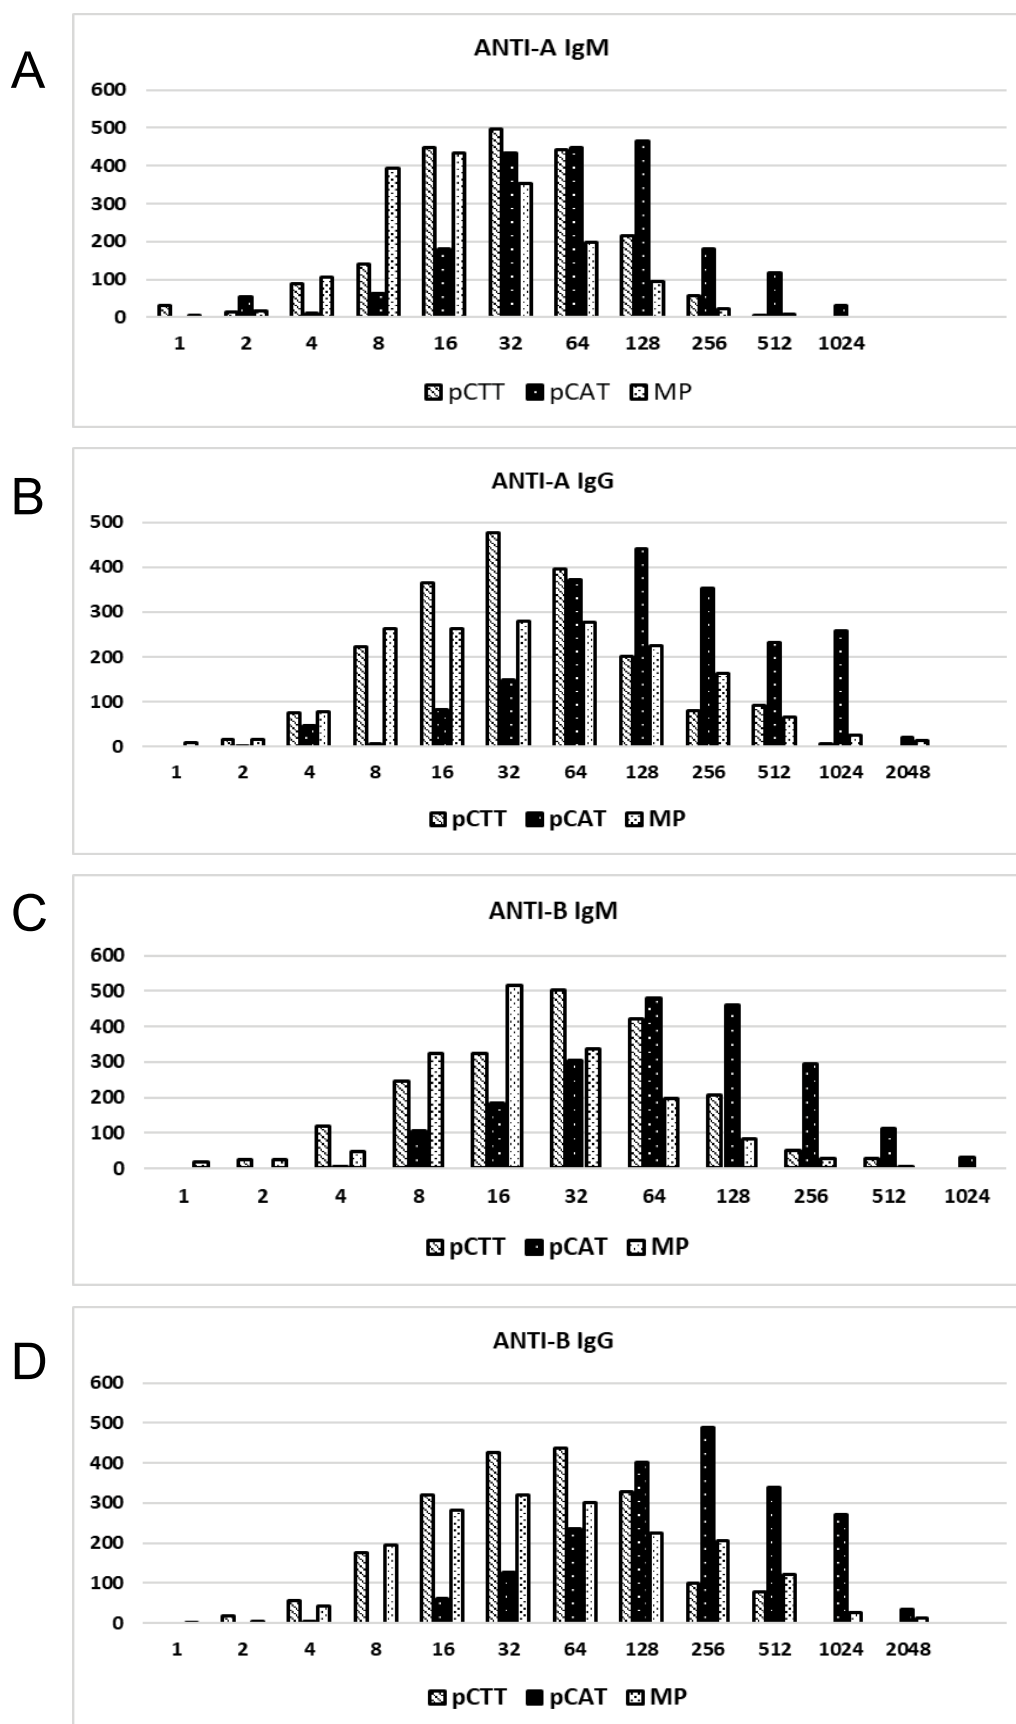 A
ANTI-A IgM
600
500
400
300
200
100
0
1 2 4 8 16 32 64 128 256 512 1024
pCTT pCAT MP
B
ANTI-A IgG
500
400
300
200
100
0
1 2 4 8 16 32 64 128 256 512 1024 2048
pCTT pCAT MP
C
ANTI-B IgM
600
500
400
300
200
100
0
1 2 4 8 16 32 64 128 256 512 1024
pCTT pCAT MP
D
ANTI-B IgG
600
500
400
300
200
100
0
1 2 4 8 16 32 64 128 256 512 1024 2048
pCTT pCAT MP